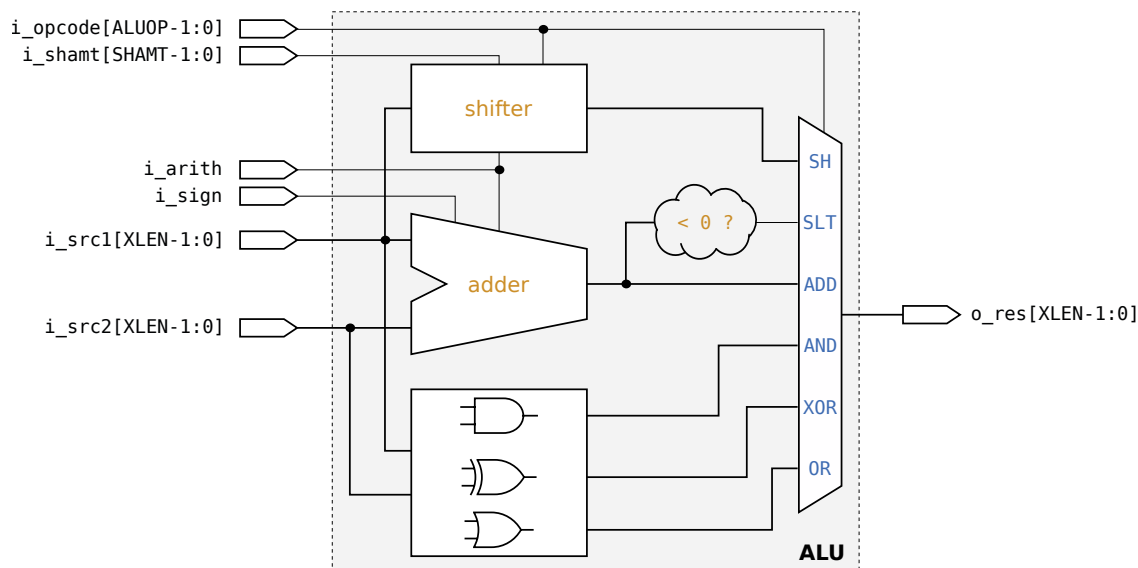 i_opcode[ALUOP-1:0]
i_shamt[SHAMT-1:0]
shifter
i_arith
SH
i_sign
< 0 ?
SLT
i_src1[XLEN-1:0]
adder
ADD
i_src2[XLEN-1:0]
o_res[XLEN-1:0]
AND
XOR
OR
ALU